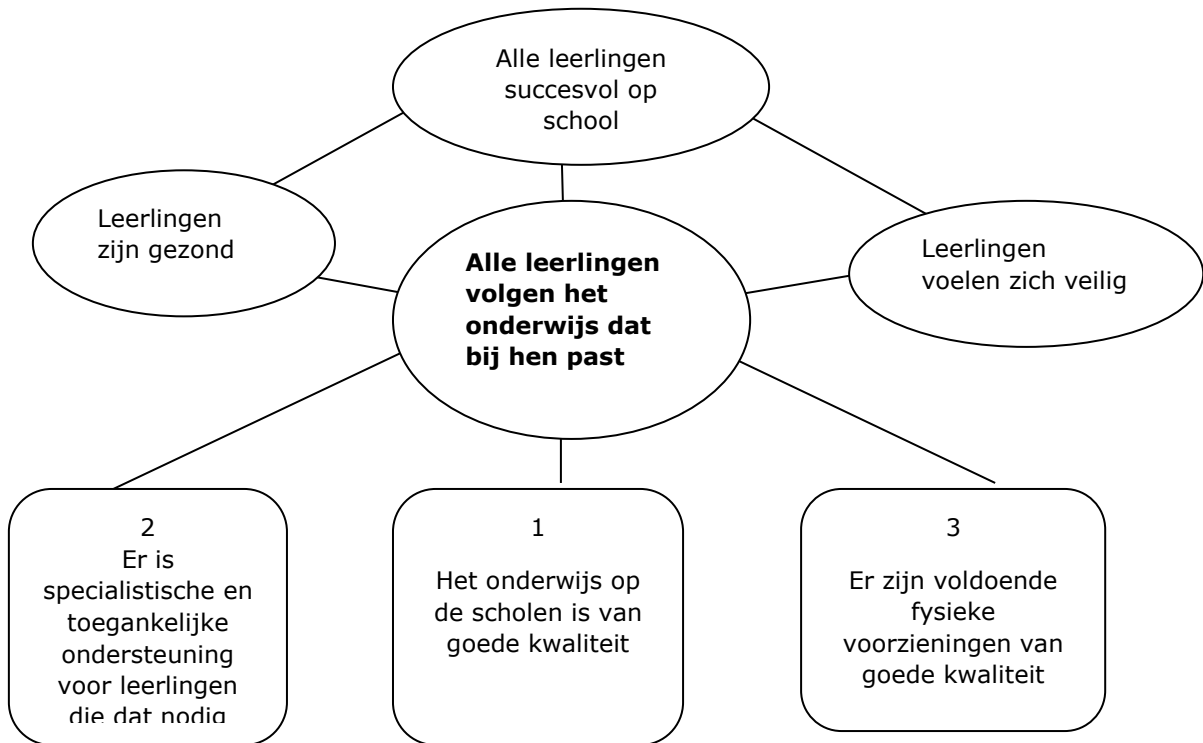 Alle leerlingen
succesvol op
school
Leerlingen
zijn gezond
Alle leerlingen
volgen het
onderwijs dat
bij hen past
Leerlingen
voelen zich veilig
2
Er is
specialistische en
toegankelijke
ondersteuning
voor leerlingen
die dat nodig
1
Het onderwijs op
de scholen is van
goede kwaliteit
3
Er zijn voldoende
fysieke
voorzieningen van
goede kwaliteit